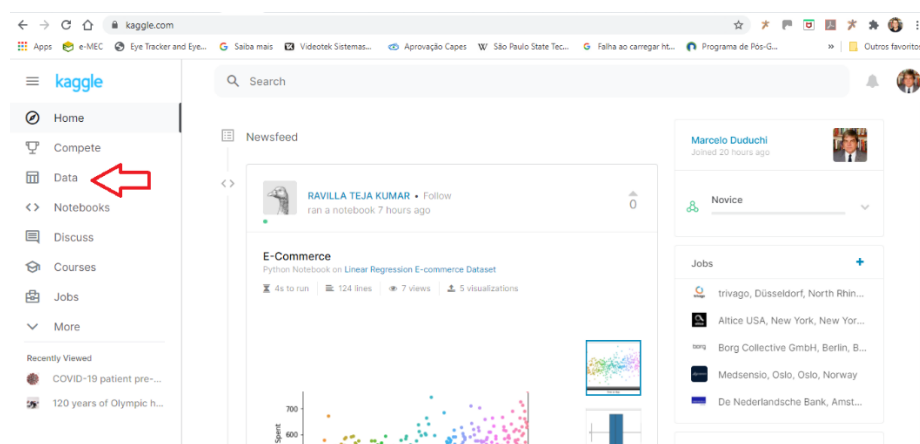 kaggle.com
Apps e-MEC Eye Tracker and Eye... Saiba mais Videotek Sistemas... Aprovação Capes São Paulo State Tec... Falha ao carregar ht... Programa de Pós-G... » Outros favoritos
kaggle
Search
Home
Compete
Data
Notebooks
Discuss
Courses
Jobs
More
Recently Viewed
COVID-19 patient pre-...
120 years of Olympic h...
Newsfeed
RAVILLA TEJA KUMAR • Follow
ran a notebook 7 hours ago
0
E-Commerce
Python Notebook on Linear Regression E-commerce Dataset
4s to run 124 lines 7 views 5 visualizations
700
600
Spent
Marcelo Duduchi
Joined 20 hours ago
Novice
Jobs +
trivago, Düsseldorf, North Rhin...
Altice USA, New York, New Yor...
Borg Collective GmbH, Berlin, B...
Medsensio, Oslo, Oslo, Norway
De Nederlandsche Bank, Amst...